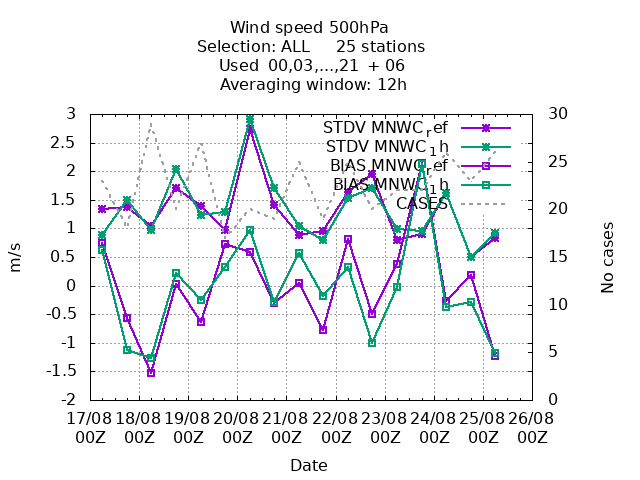 Wind speed 500hPa
Selection: ALL 25 stations
Used 00,03,...,21 + 06
Averaging window: 12h
3
2.5
2
1.5
1
0.5
0
-0.5
-1
-1.5
-2
m/s
STDV MNWCref
STDV MNWC1h
BIAS MNWCref
BIAS MNWC1h
CASES
30
25
20
15
10
5
0
No cases
17/08 18/08 19/08 20/08 21/08 22/08 23/08 24/08 25/08 26/08
00Z 00Z 00Z 00Z 00Z 00Z 00Z 00Z 00Z 00Z
Date